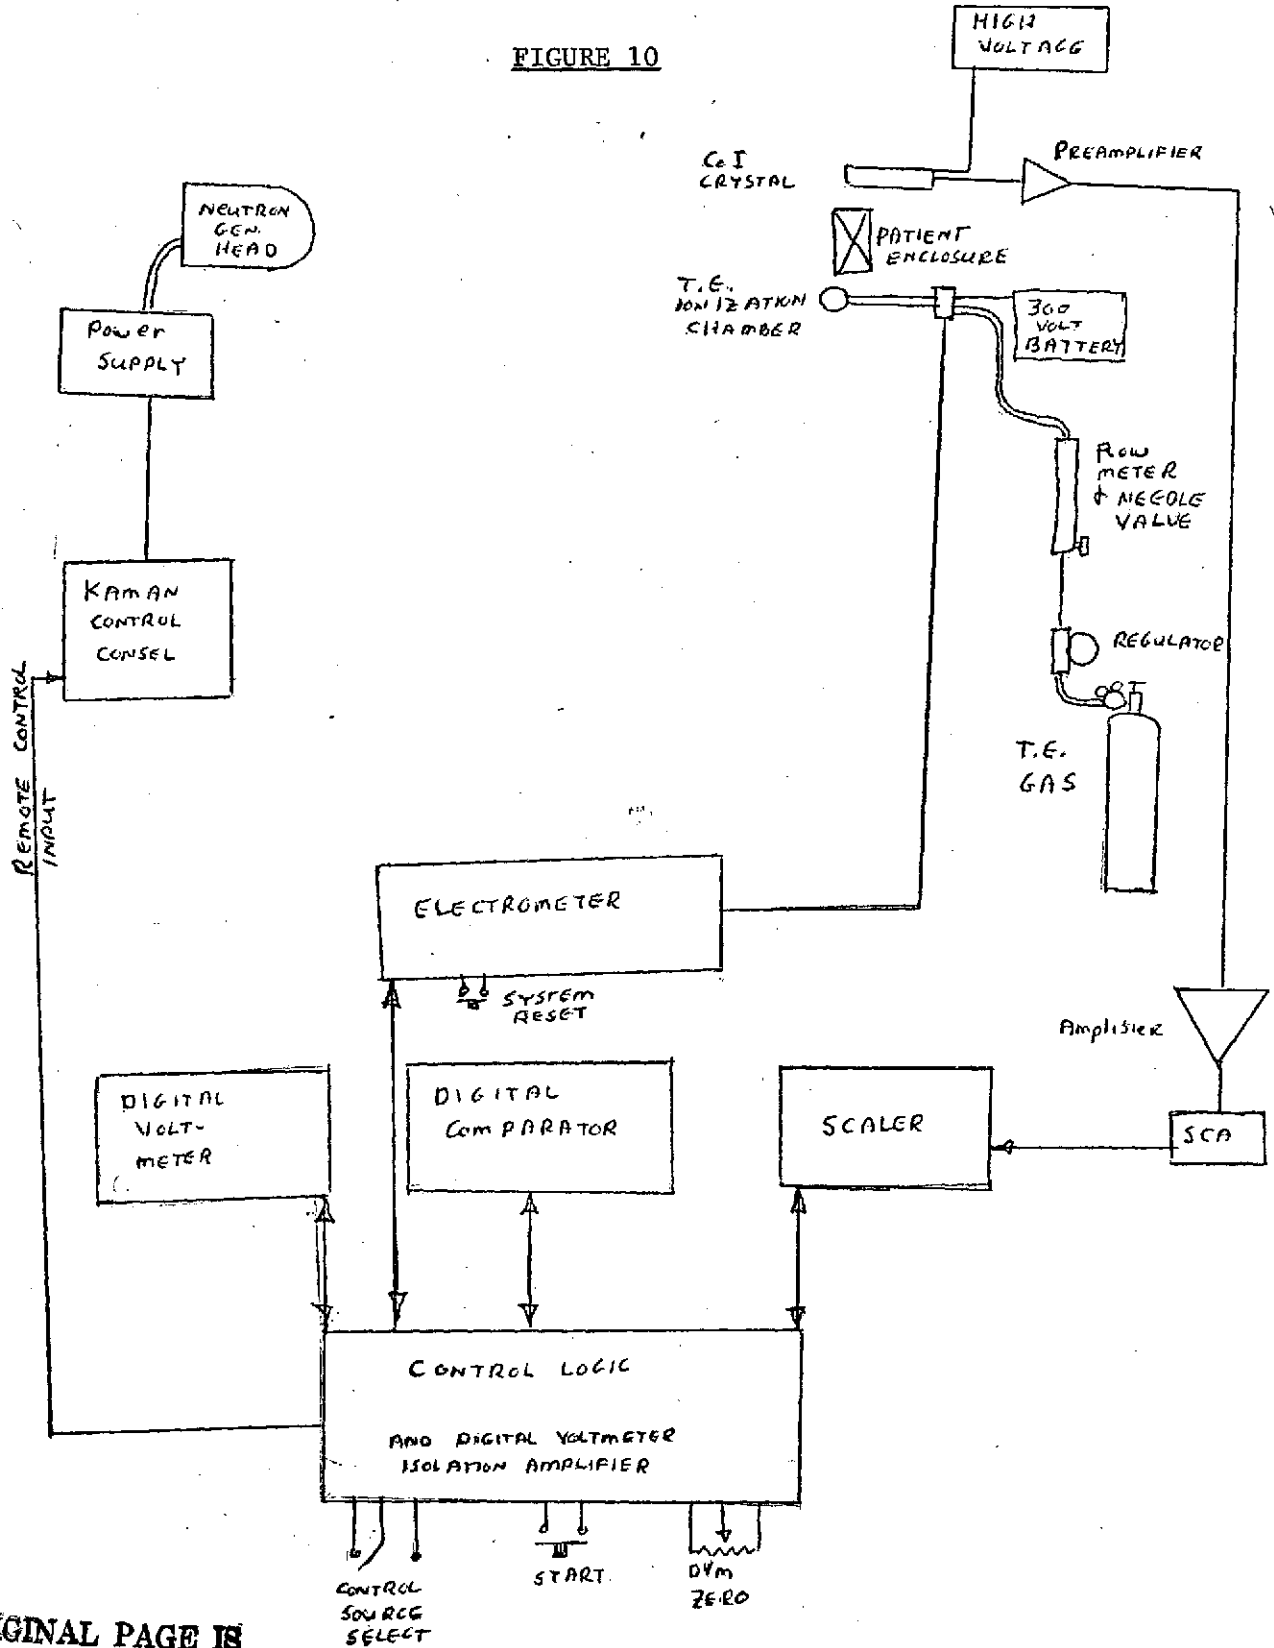 FIGURE 10
HIGH
VOLTAGE
CsI
CRYSTAL
PREAMPLIFIER
NEUTRON
GEN.
HEAD
PATIENT
ENCLOSURE
T.E.
IONIZATION
CHAMBER
300
VOLT
BATTERY
Power
SUPPLY
FLOW
METER
& NEEDLE
VALVE
KAMAN
CONTROL
CONSEL
REGULATOR
REMOTE CONTROL
INPUT
T.E.
GAS
ELECTROMETER
SYSTEM
RESET
Amplifier
DIGITAL
VOLT-
METER
DIGITAL
COMPARATOR
SCALER
SCA
CONTROL LOGIC
AND DIGITAL VOLTMETER
ISOLATION AMPLIFIER
CONTROL
SOURCE
SELECT
START
DVM
ZERO
GINAL PAGE IS